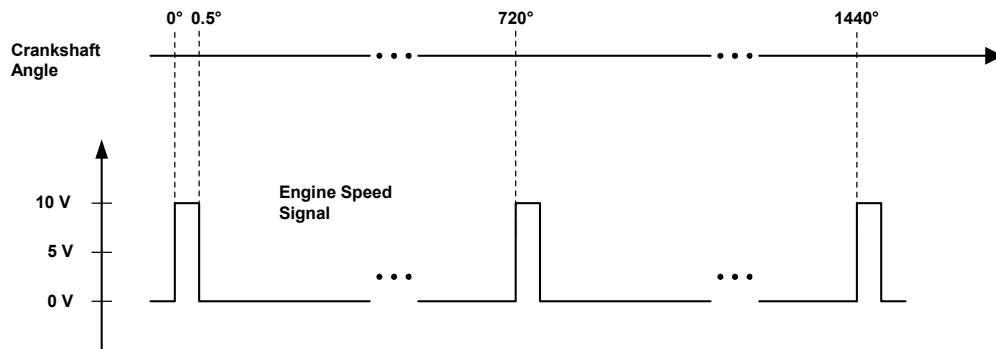 0° 0.5° 720° 1440°
Crankshaft
Angle
Engine Speed
Signal
10 V
5 V
0 V